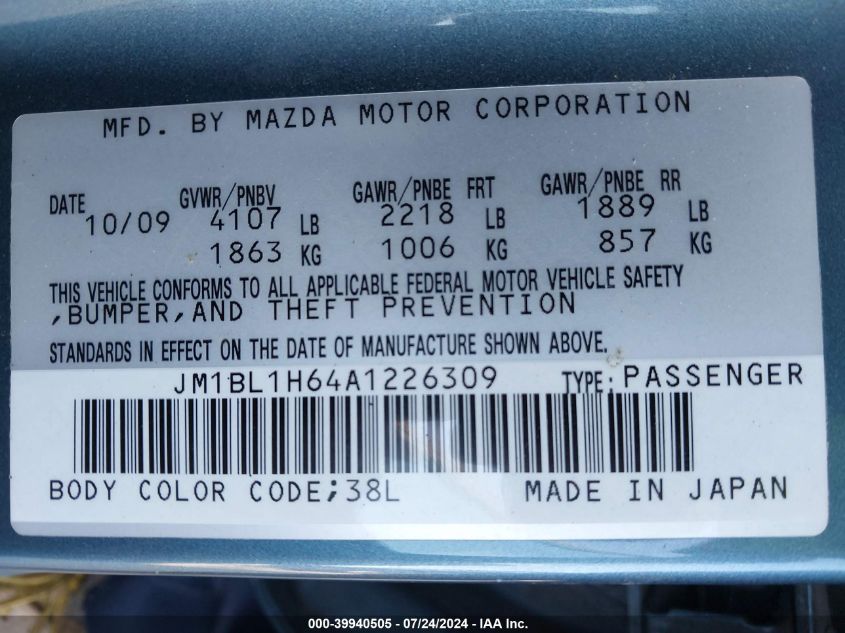 MFD. BY MAZDA MOTOR CORPORATION
DATE GVWR/PNBV GAWR/PNBE FRT GAWR/PNBE RR
10/09 4107 LB 2218 LB 1889 LB
1863 KG 1006 KG 857 KG
THIS VEHICLE CONFORMS TO ALL APPLICABLE FEDERAL MOTOR VEHICLE SAFETY
,BUMPER,AND THEFT PREVENTION
STANDARDS IN EFFECT ON THE DATE OF MANUFACTURE SHOWN ABOVE.
JM1BL1H64A1226309 TYPE: PASSENGER
BODY COLOR CODE;38L MADE IN JAPAN
000-39940505 - 07/24/2024 - IAA Inc.